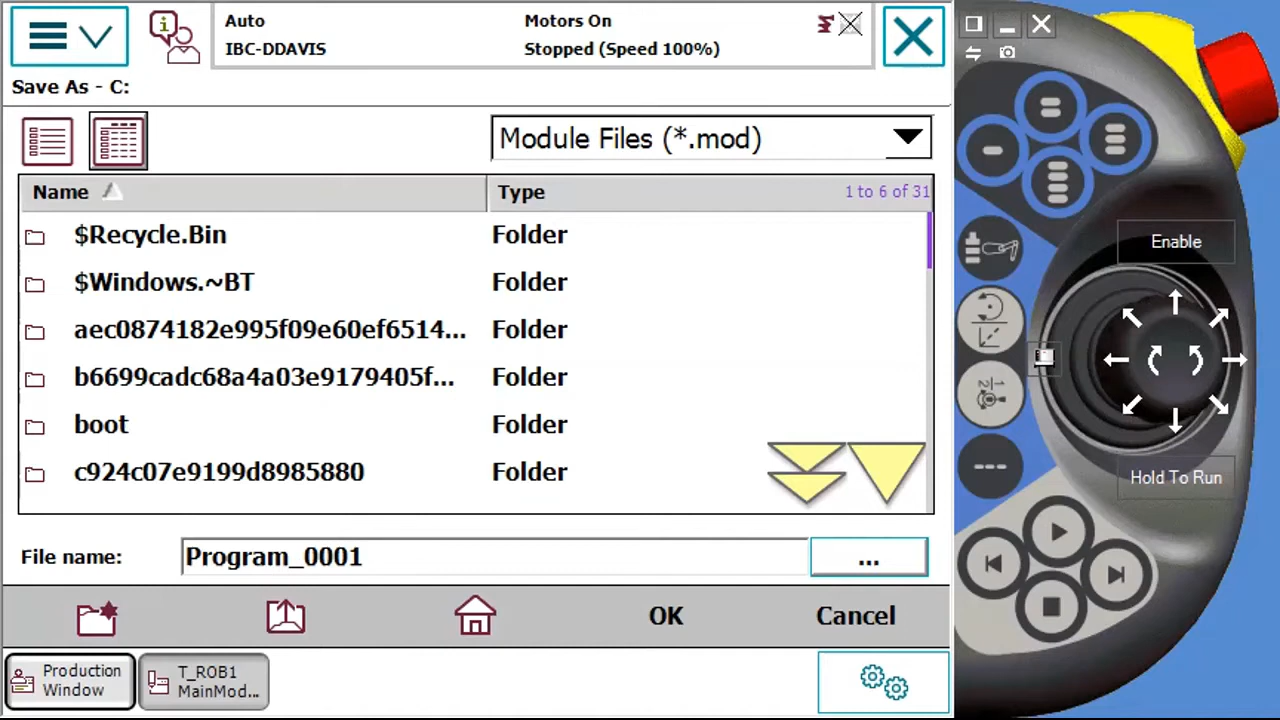 Auto
IBC-DDAVIS
Motors On
Stopped (Speed 100%)
Save As - C:
Module Files (*.mod)
Name Type 1 to 6 of 31
$Recycle.Bin Folder
$Windows.~BT Folder
aec0874182e995f09e60ef6514... Folder
b6699cadc68a4a03e9179405f... Folder
boot Folder
c924c07e9199d8985880 Folder
File name: Program_0001 ...
OK Cancel
Production
Window
T_ROB1
MainMod...
Enable
Hold To Run